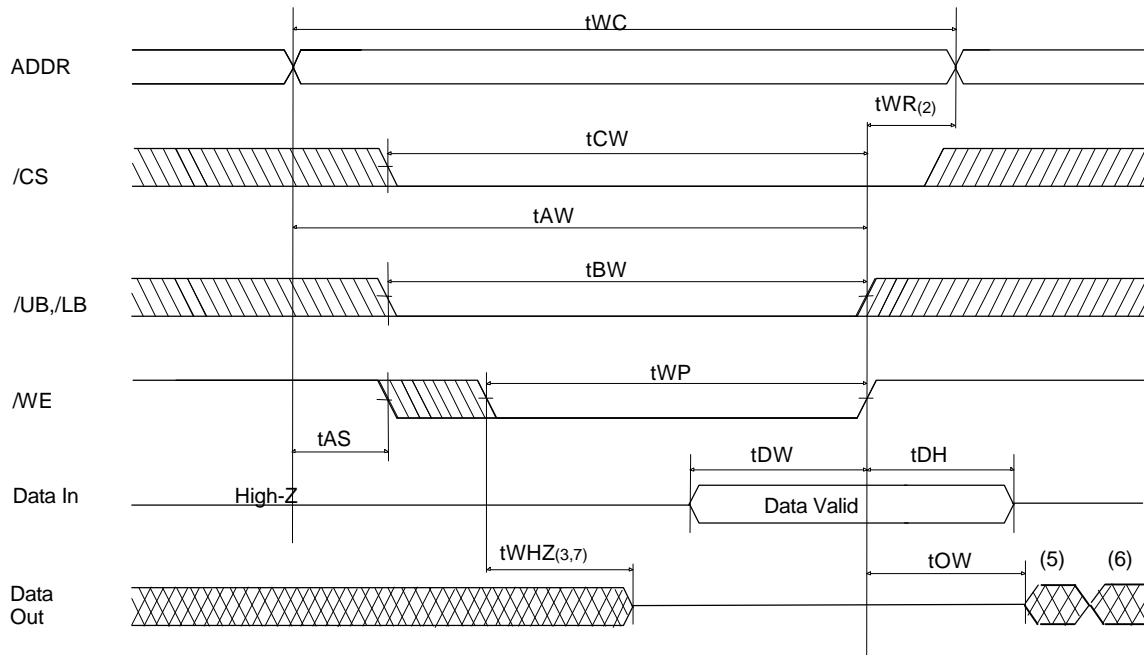 tWC
ADDR
tWR(2)
tCW
/CS
tAW
tBW
/UB,/LB
tWP
/WE
tAS
tDW
tDH
Data In
High-Z
Data Valid
tWHZ(3,7)
tOW
(5)
(6)
Data
Out